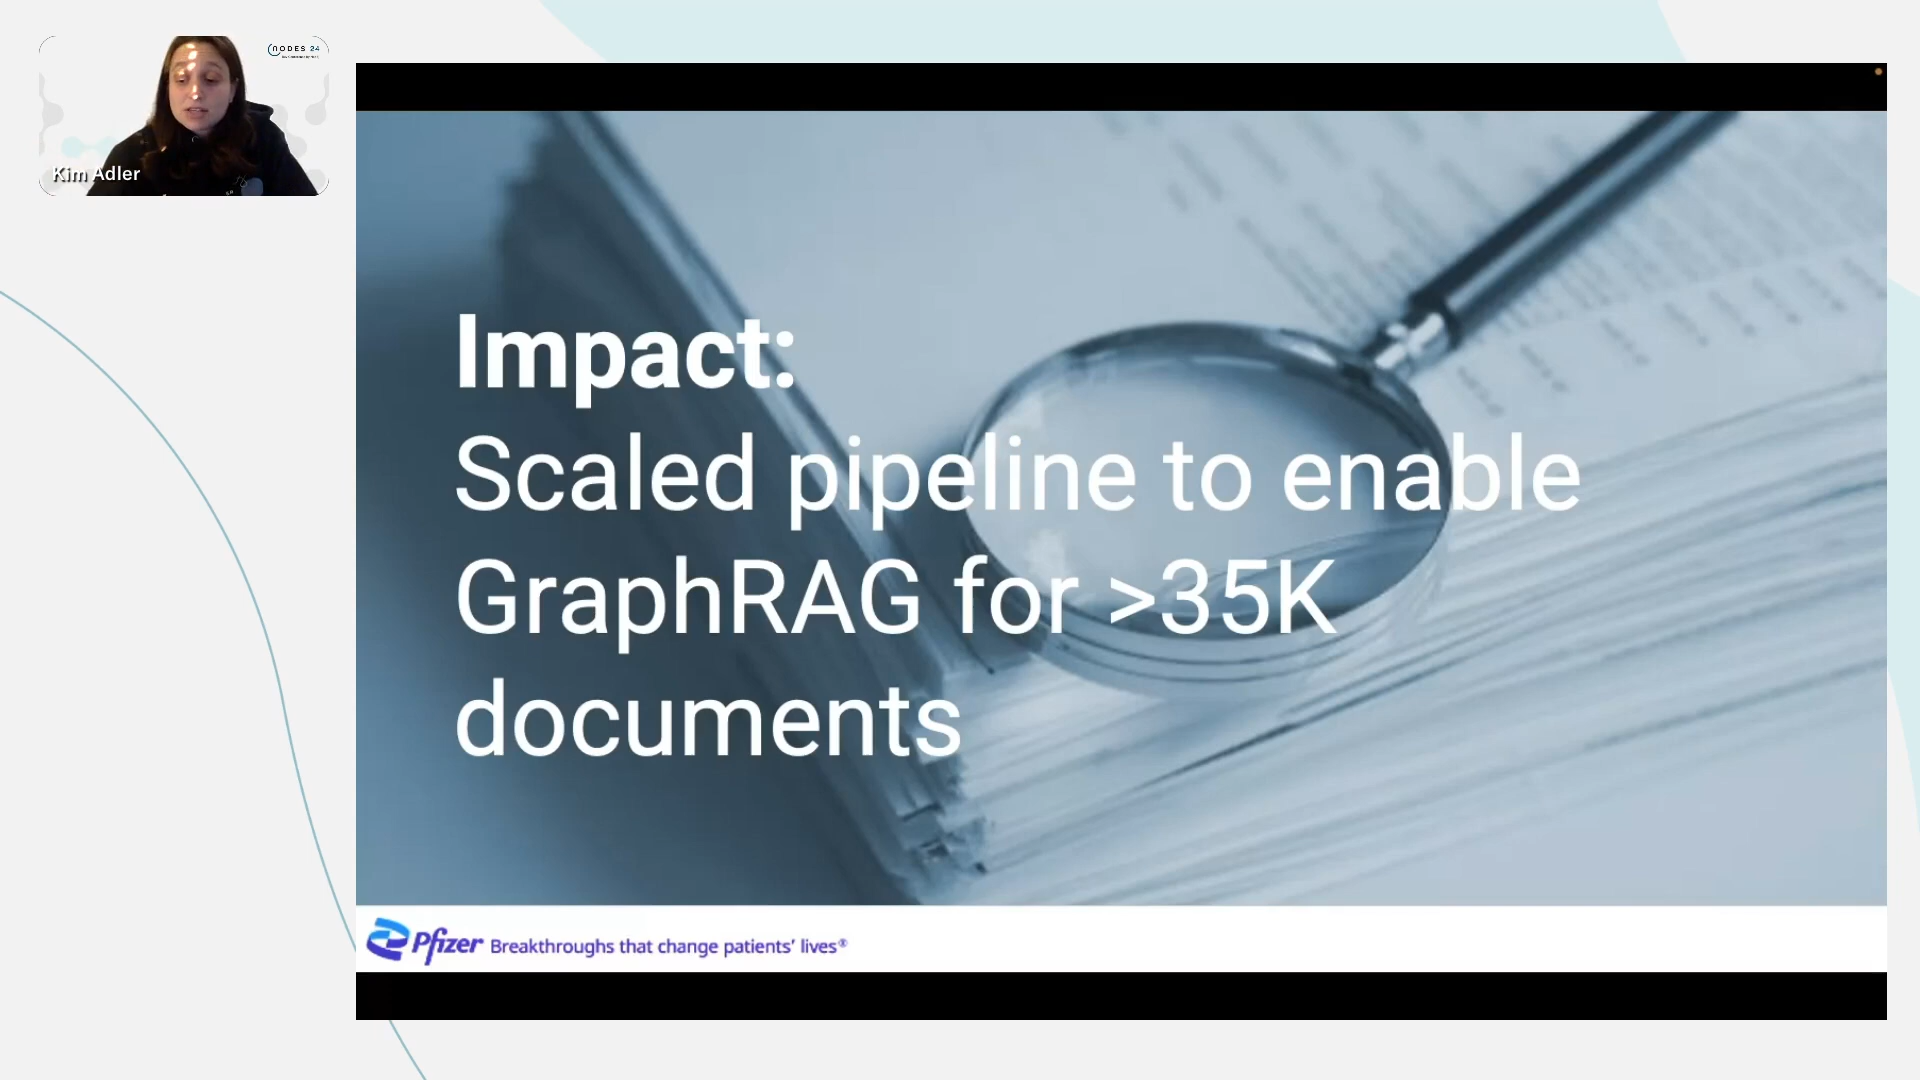 NODES 24
Kim Adler
Impact:
Scaled pipeline to enable
GraphRAG for >35K
documents
Pfizer Breakthroughs that change patients' lives®